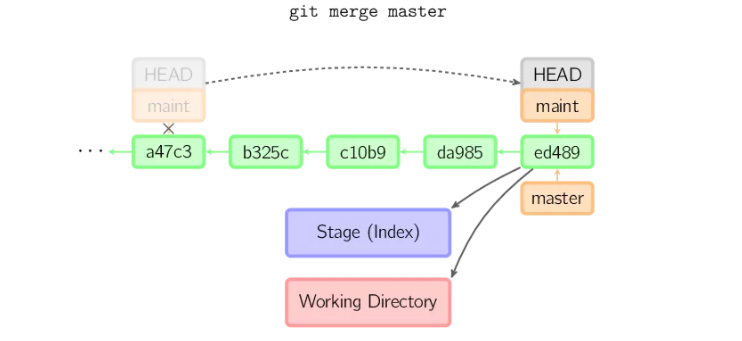 git merge master
HEAD HEAD
maint maint
··· a47c3 b325c c10b9 da985 ed489
master
Stage (Index)
Working Directory